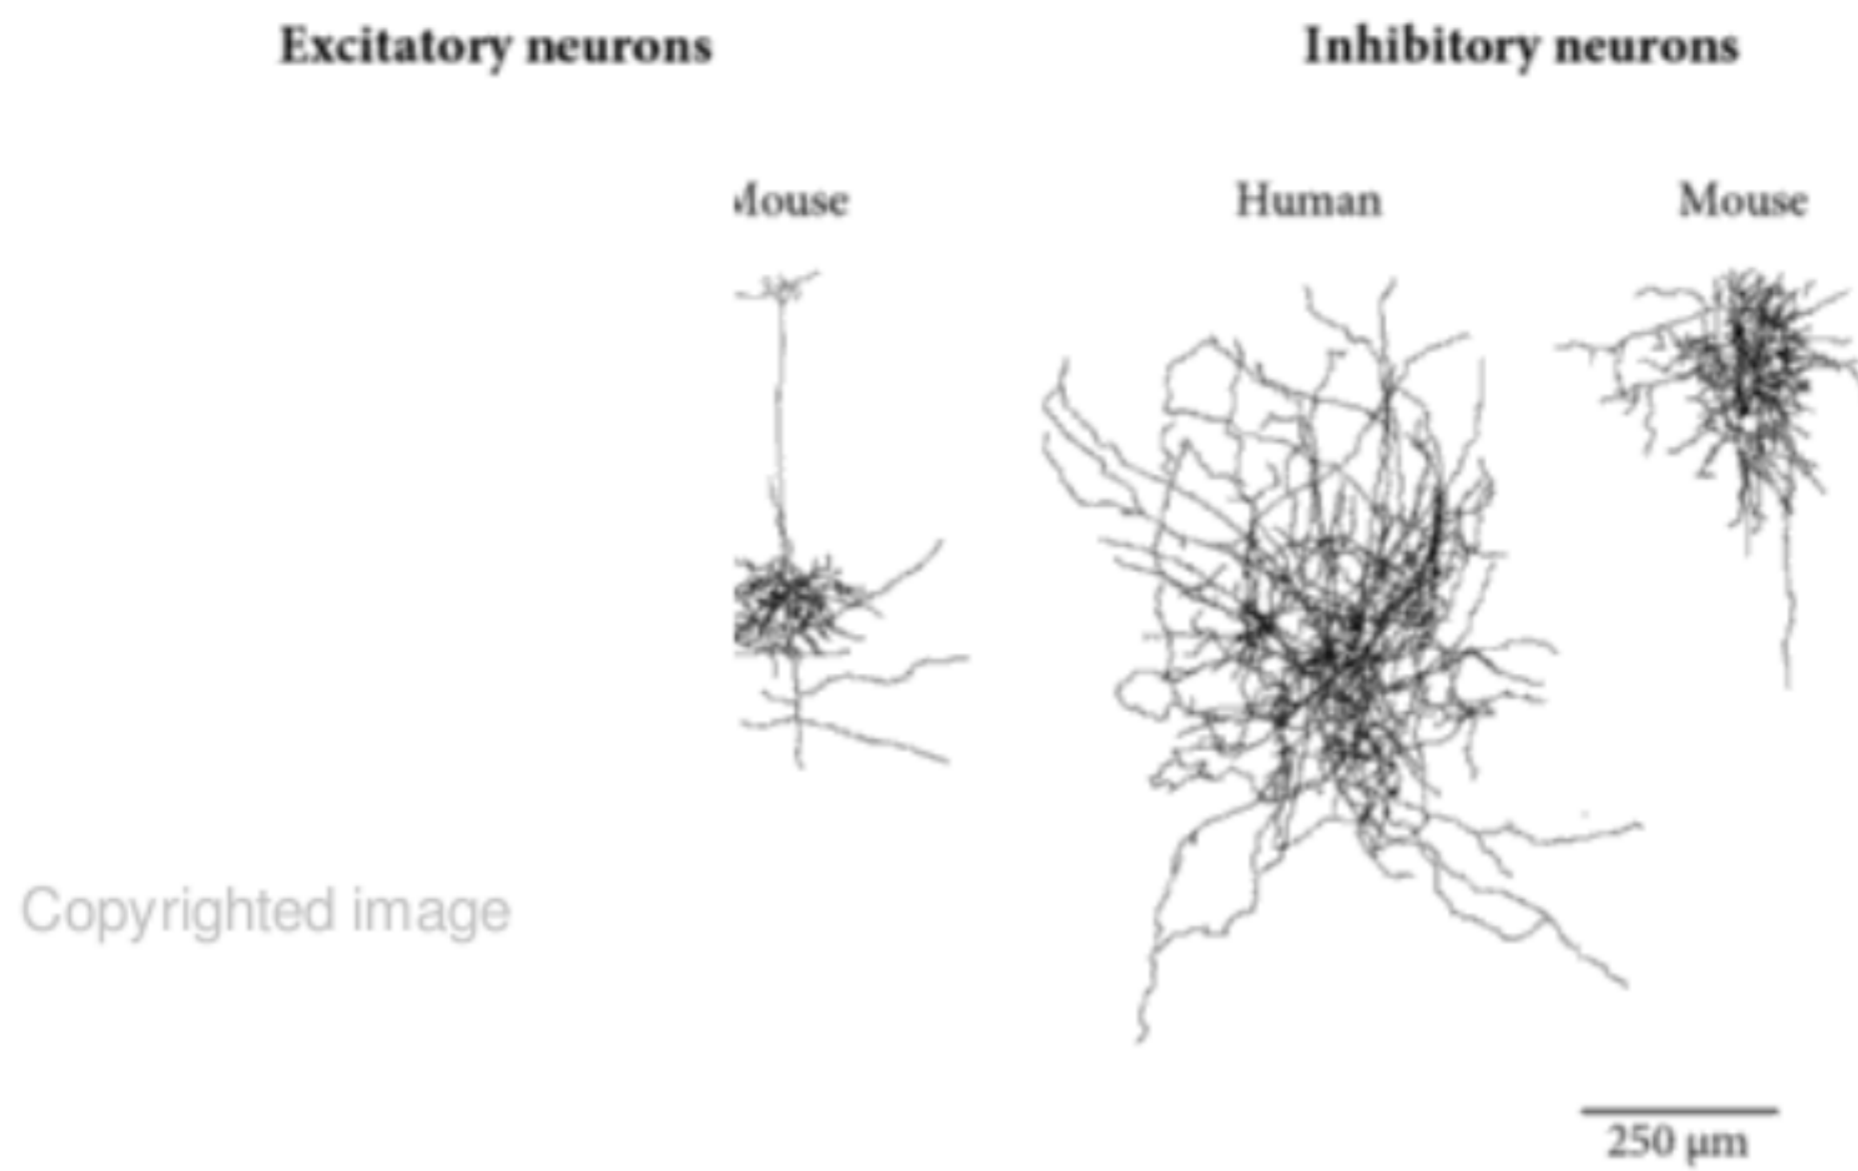 Excitatory neurons
Inhibitory neurons
Human
Mouse
Copyrighted image
250 μm